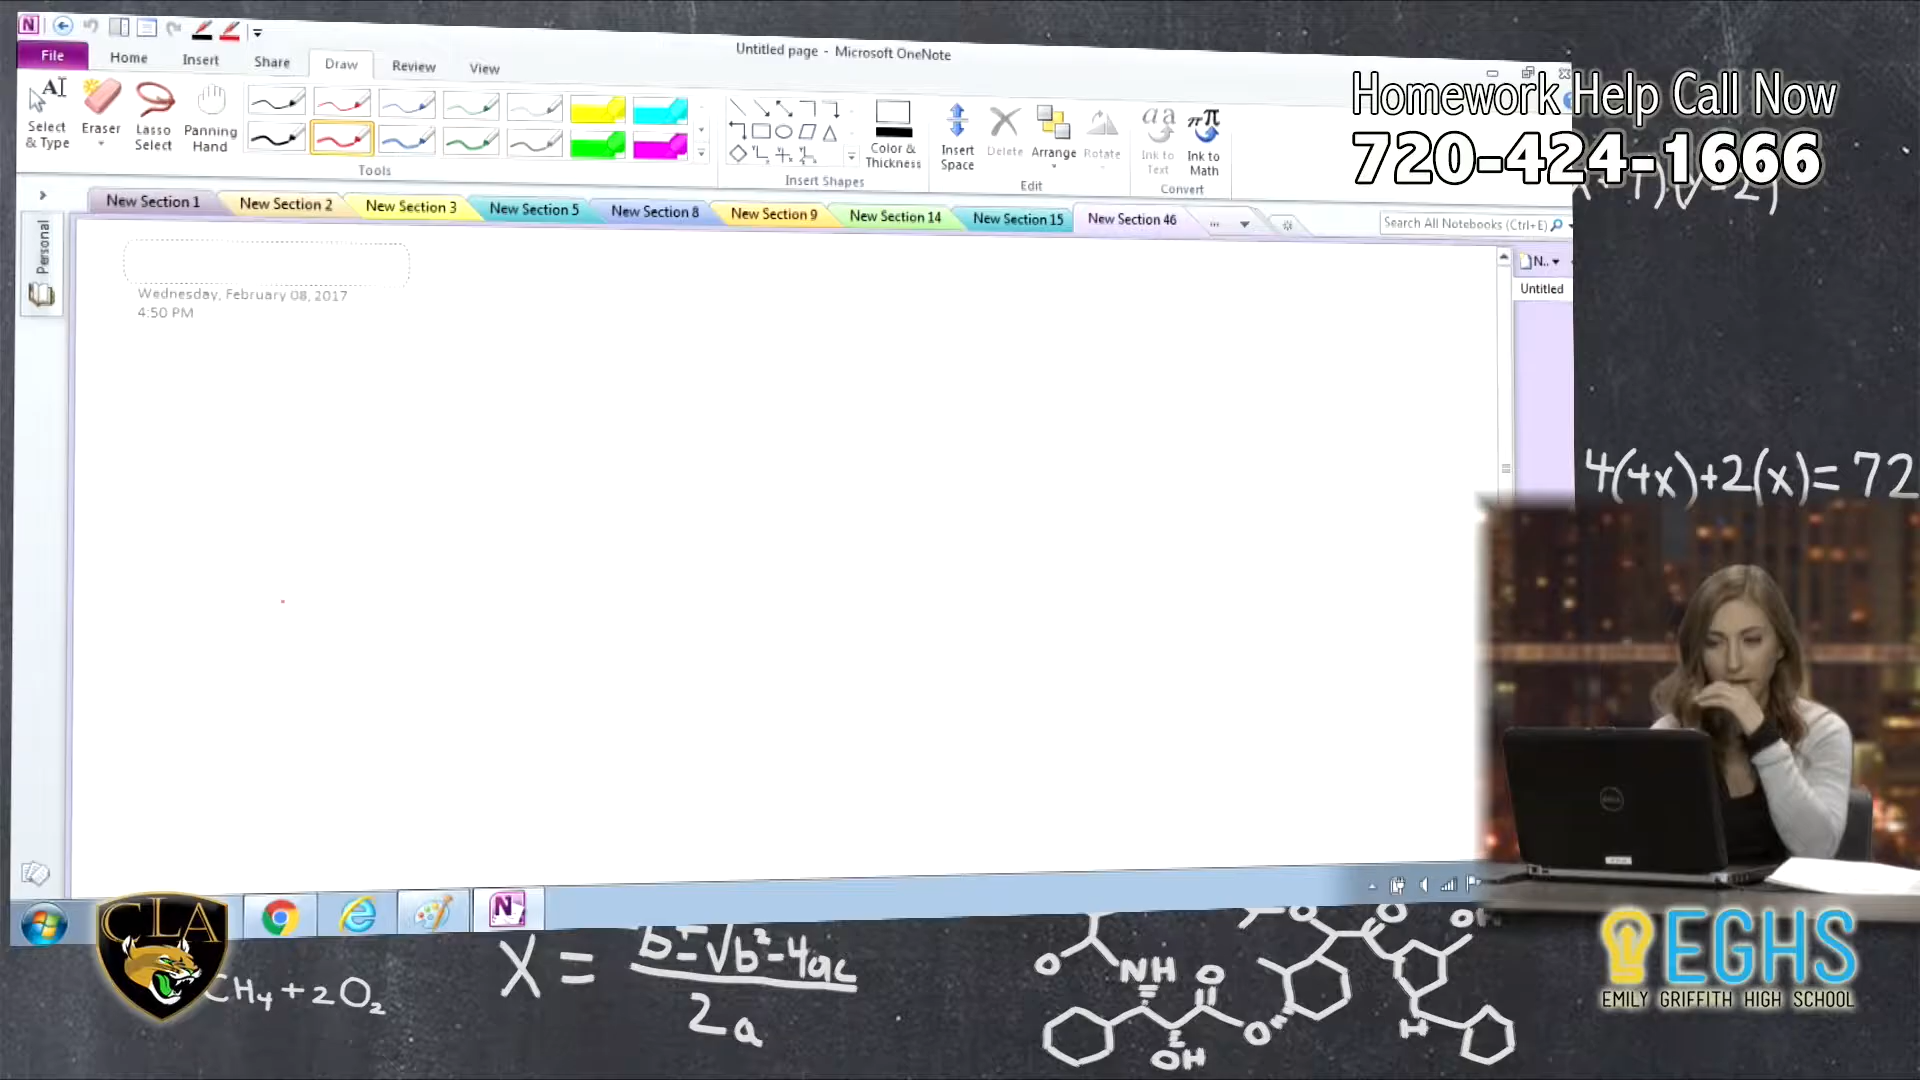 Untitled page - Microsoft OneNote
File Home Insert Share Draw Review View
Homework Help Call Now
720-424-1666
Select & Type
Eraser
Lasso Select
Panning Hand
Color & Thickness
Insert Space
Delete
Arrange
Rotate
Ink to Text
Ink to Math
Tools
Insert Shapes
Edit
Convert
New Section 1 New Section 2 New Section 3 New Section 5 New Section 8 New Section 9 New Section 14 New Section 15 New Section 46 ...
Search All Notebooks (Ctrl+E)
Personal
N..
Untitled
Wednesday, February 08, 2017
4:50 PM
4(4x)+2(x)= 72
DELL
CLA
CH4+2O2
X = b±√b²-4ac
2a
O NH O OH O O OH H
EGHS
EMILY GRIFFITH HIGH SCHOOL